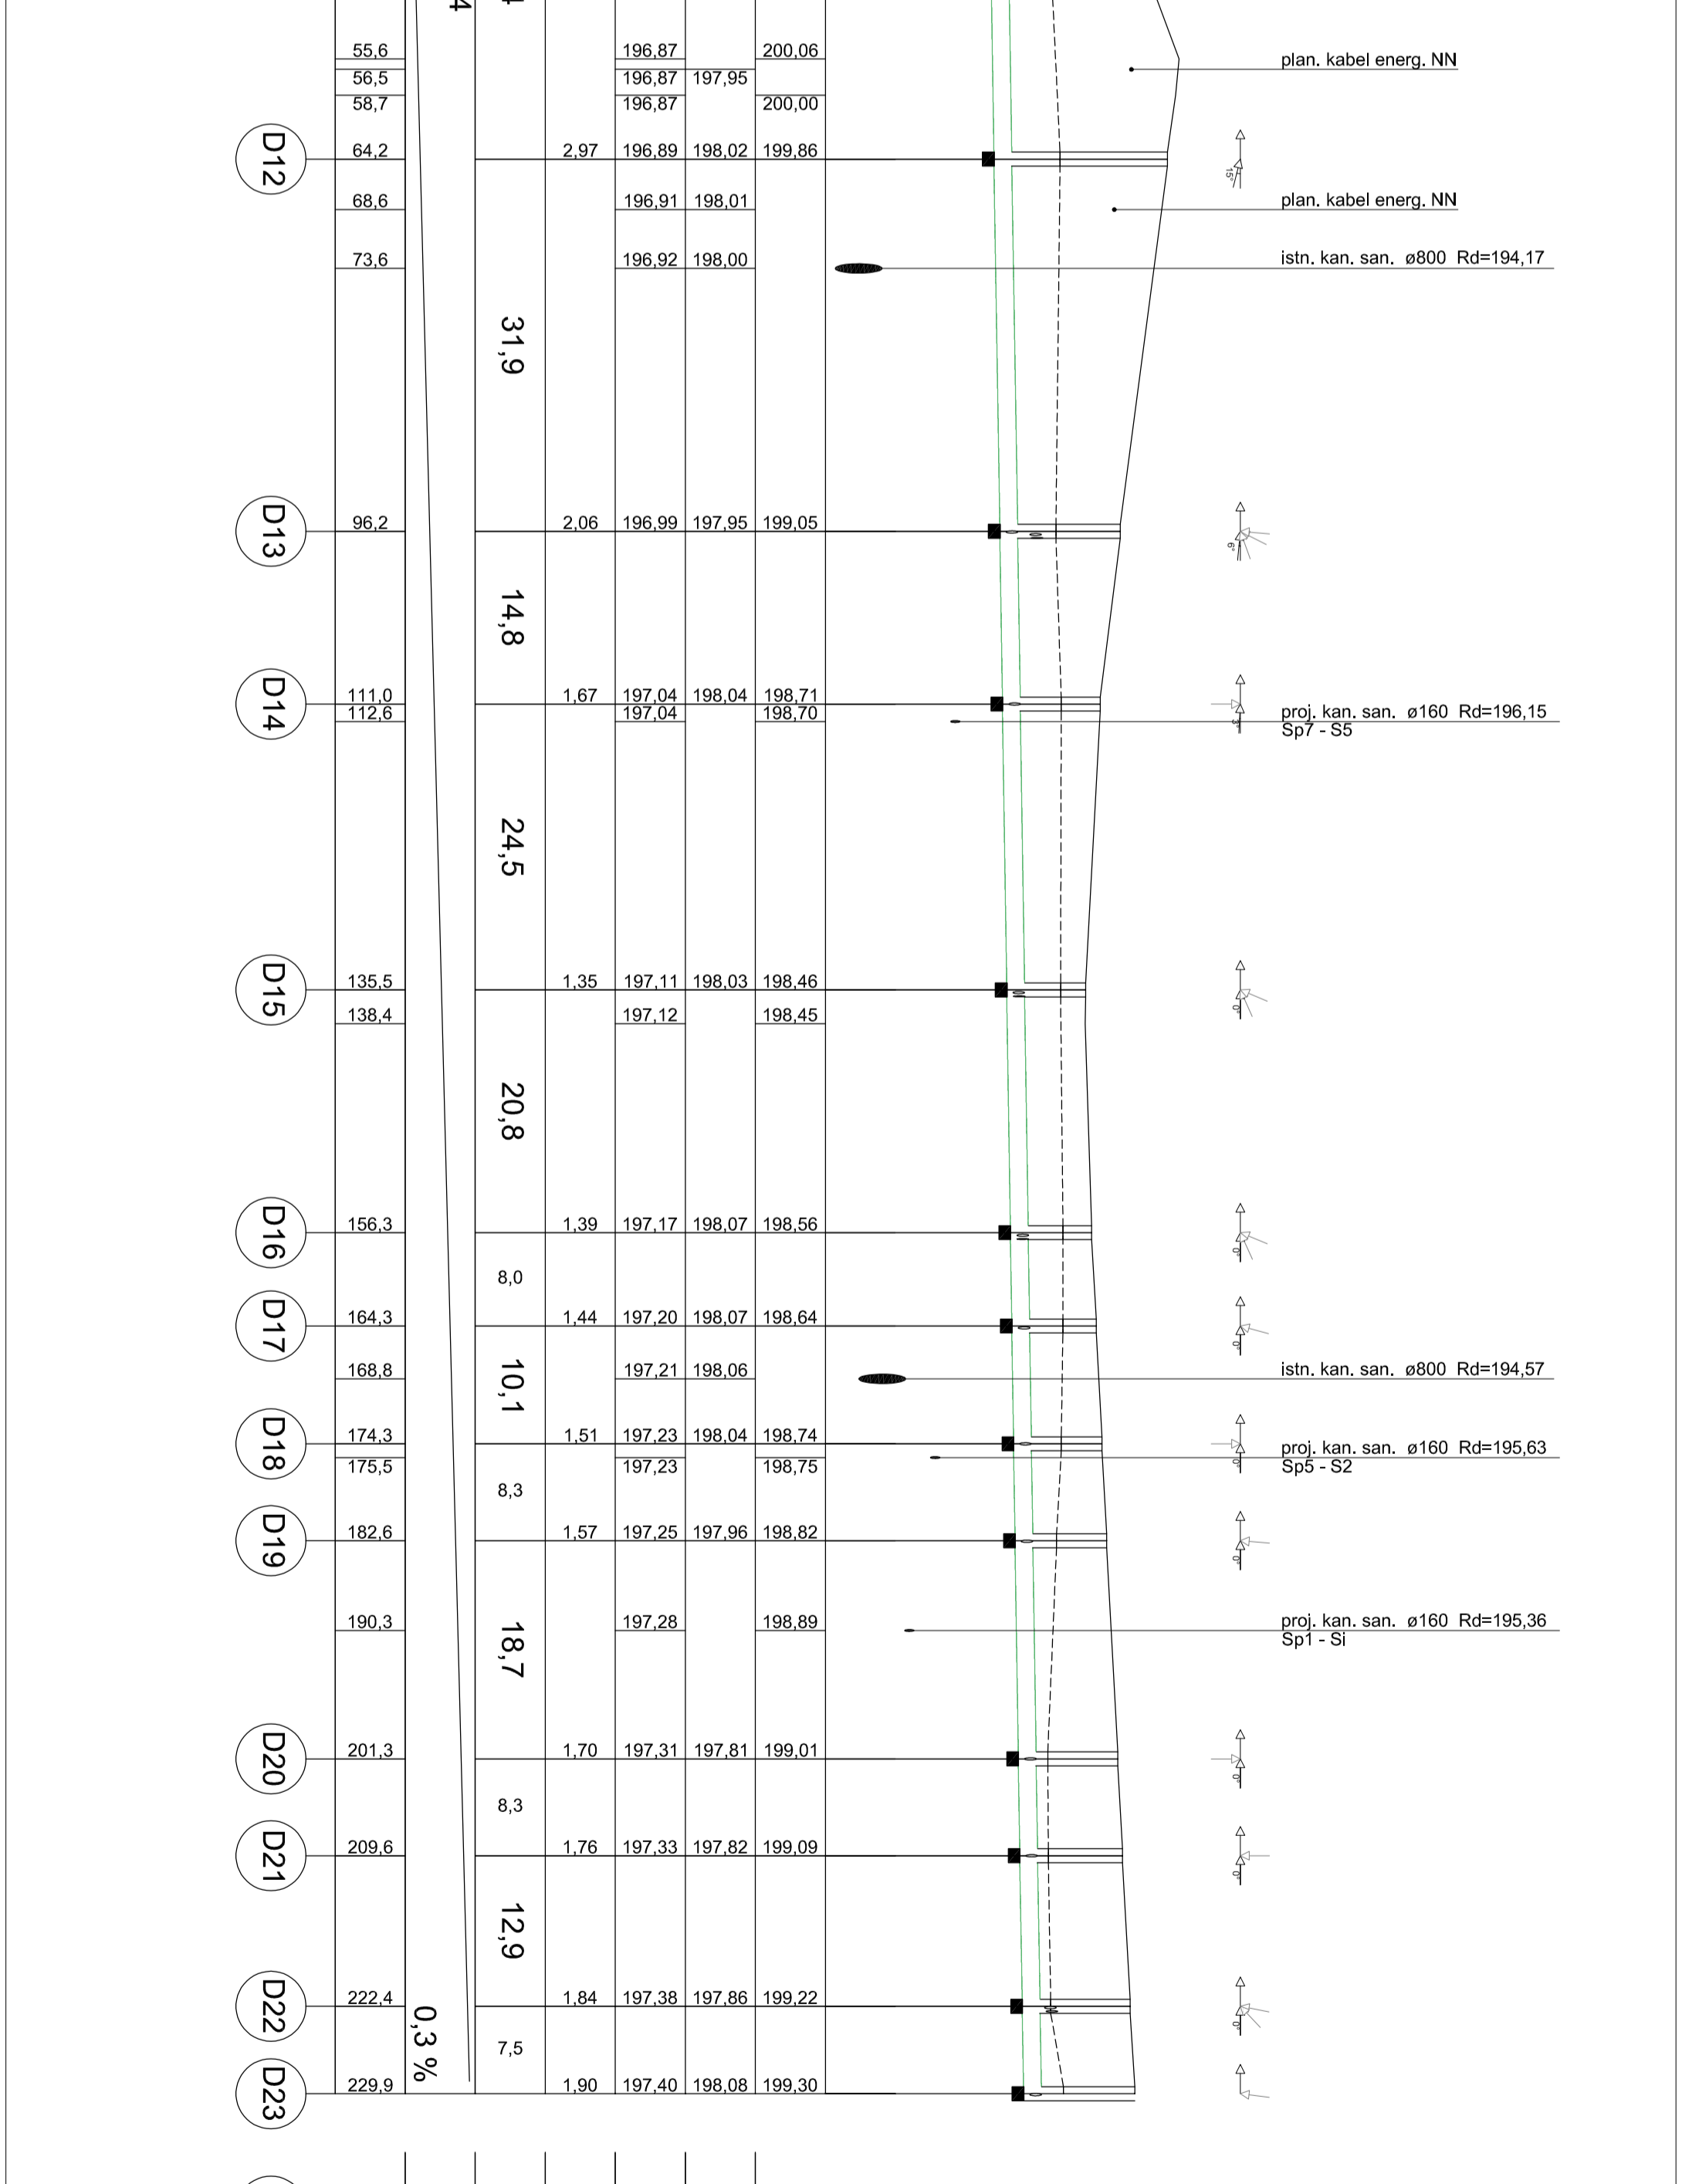 4
4
55,6 196,87 200,06 plan. kabel energ. NN
56,5 196,87 197,95
58,7 196,87 200,00
D12 64,2 2,97 196,89 198,02 199,86 15°
68,6 196,91 198,01 plan. kabel energ. NN
73,6 196,92 198,00 istn. kan. san. ø800 Rd=194,17
31,9
D13 96,2 2,06 196,99 197,95 199,05 6°
14,8
D14 111,0 1,67 197,04 198,04 198,71 3°
112,6 197,04 198,70 proj. kan. san. ø160 Rd=196,15
Sp7 - S5
24,5
D15 135,5 1,35 197,11 198,03 198,46 0°
138,4 197,12 198,45
20,8
D16 156,3 1,39 197,17 198,07 198,56 0°
8,0
D17 164,3 1,44 197,20 198,07 198,64 0°
168,8 10,1 197,21 198,06 istn. kan. san. ø800 Rd=194,57
D18 174,3 1,51 197,23 198,04 198,74 0°
175,5 197,23 198,75 proj. kan. san. ø160 Rd=195,63
Sp5 - S2
8,3
D19 182,6 1,57 197,25 197,96 198,82 0°
190,3 197,28 198,89 proj. kan. san. ø160 Rd=195,36
Sp1 - Si
18,7
D20 201,3 1,70 197,31 197,81 199,01 0°
8,3
D21 209,6 1,76 197,33 197,82 199,09 0°
12,9
D22 222,4 1,84 197,38 197,86 199,22 0°
0,3 %
7,5
D23 229,9 1,90 197,40 198,08 199,30